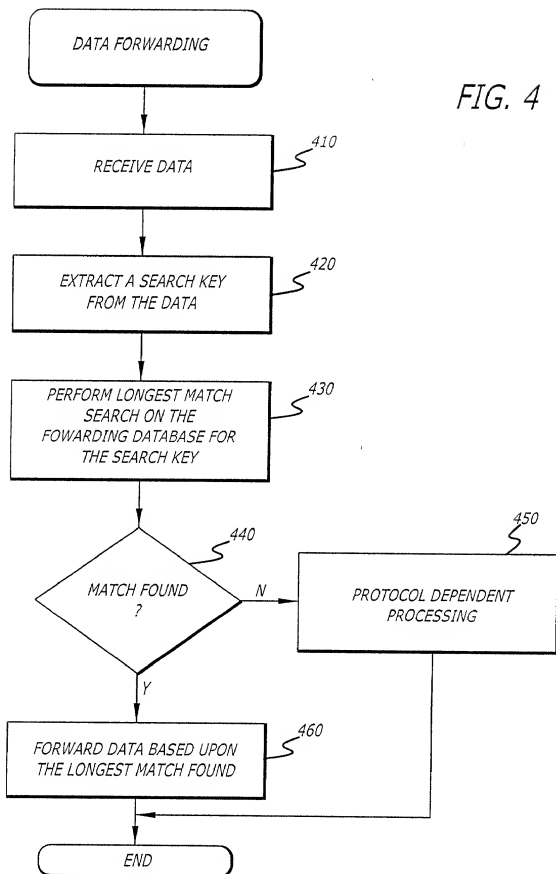 DATA FORWARDING
FIG. 4
410
RECEIVE DATA
420
EXTRACT A SEARCH KEY
FROM THE DATA
430
PERFORM LONGEST MATCH
SEARCH ON THE
FOWARDING DATABASE FOR
THE SEARCH KEY
440
MATCH FOUND
?
N
Y
450
PROTOCOL DEPENDENT
PROCESSING
460
FORWARD DATA BASED UPON
THE LONGEST MATCH FOUND
END